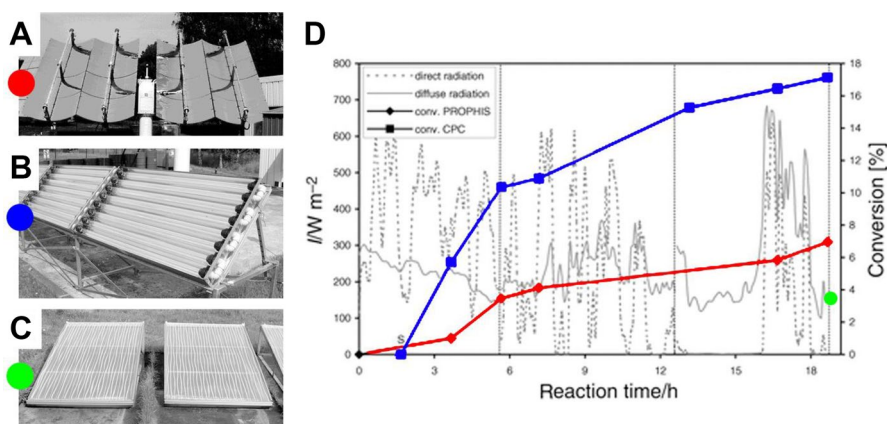 A
B
C
D
direct radiation
diffuse radiation
conv. PROPHIS
conv. CPC
I/W m−2
800
700
600
500
400
300
200
100
0
Conversion [%]
18
16
14
12
10
8
6
4
2
0
S
0
3
6
9
12
15
18
Reaction time/h